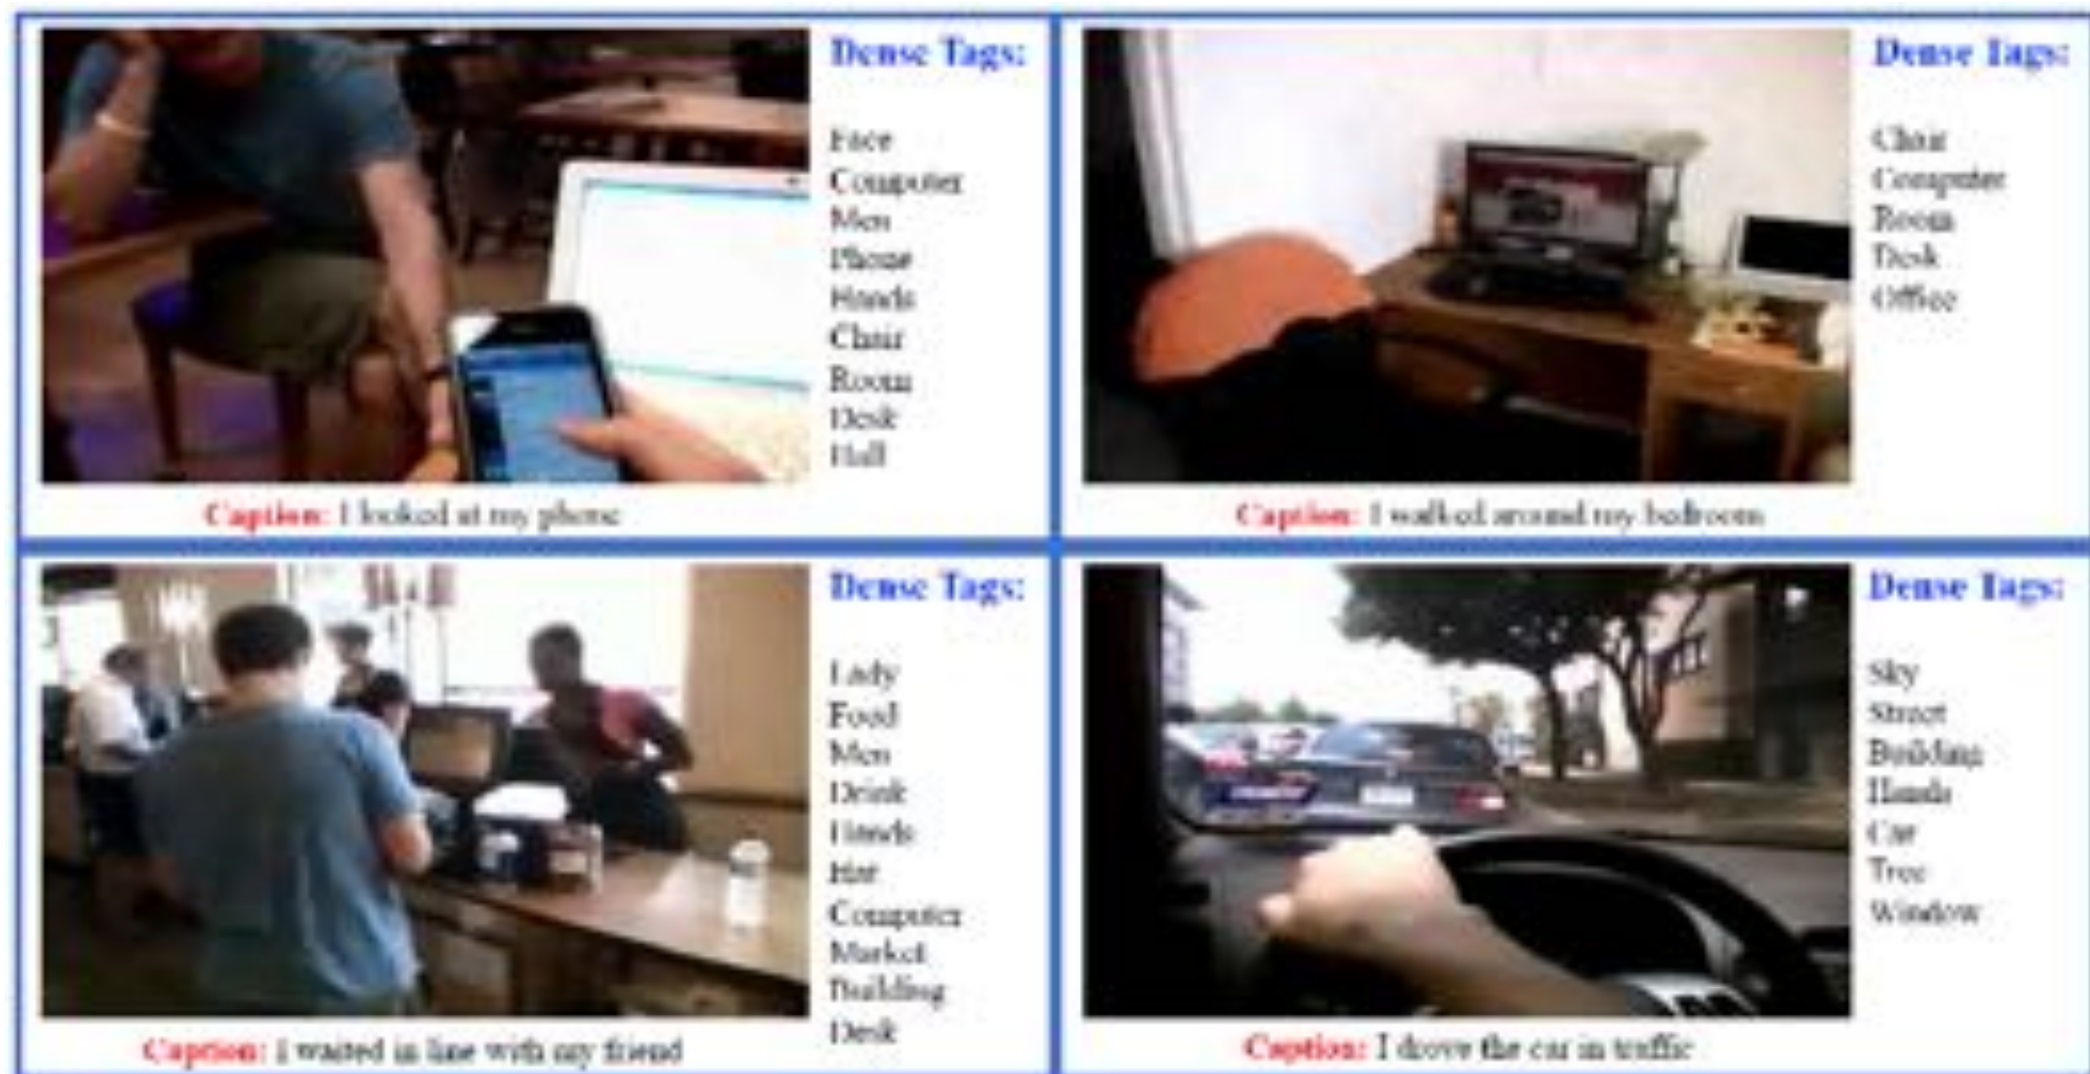 Dense Tags:
Face
Computer
Men
Phone
Hands
Chair
Room
Desk
Hall
Caption: I looked at my phone
Dense Tags:
Chair
Computer
Room
Desk
Office
Caption: I walked around my bedroom
Dense Tags:
Lady
Food
Men
Drink
Hands
Computer
Market
Building
Desk
Caption: I waited in line with my friend
Dense Tags:
Sky
Street
Building
Hands
Car
Tree
Window
Caption: I drove the car in traffic